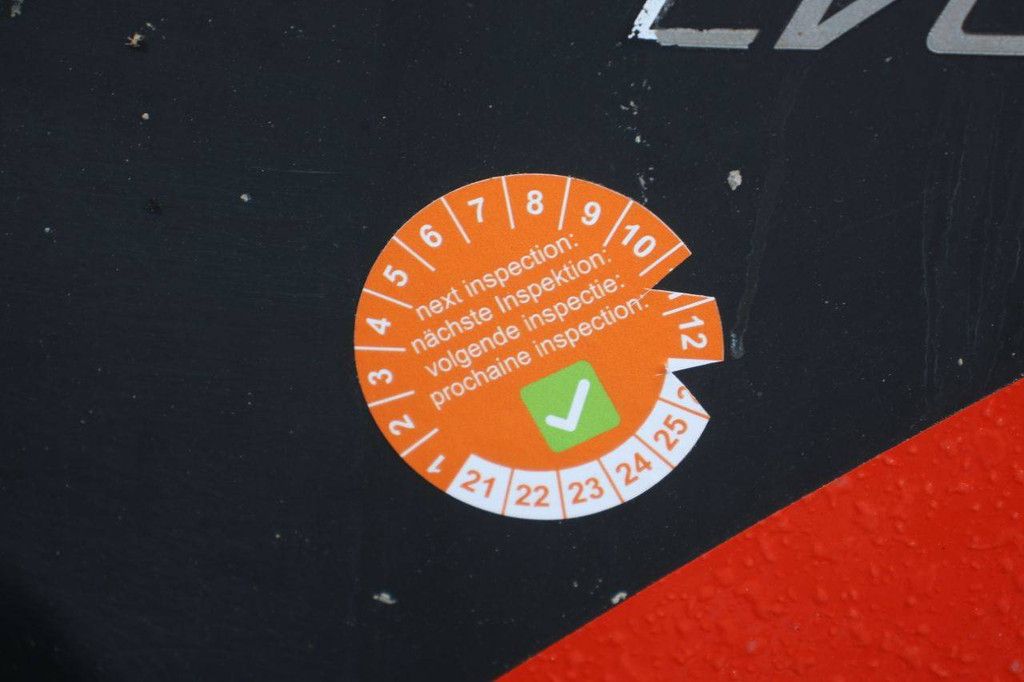 1 2 3 4 5 6 7 8 9 10 12
next inspection:
nächste Inspektion:
volgende inspectie:
prochaine inspection:
21 22 23 24 25